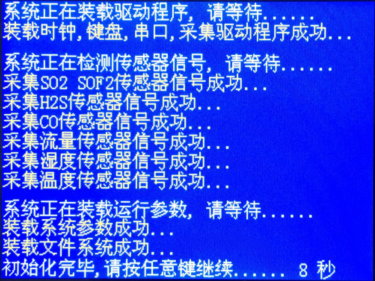 系统正在装载驱动程序, 请等待......
装载时钟,键盘,串口,采集驱动程序成功...
系统正在检测传感器信号, 请等待......
采集SO2 SOF2传感器信号成功...
采集H2S传感器信号成功...
采集CO传感器信号成功...
采集流量传感器信号成功...
采集湿度传感器信号成功...
采集温度传感器信号成功...
系统正在装载运行参数, 请等待......
装载系统参数成功...
装载文件系统成功...
初始化完毕,请按任意键继续...... 8 秒